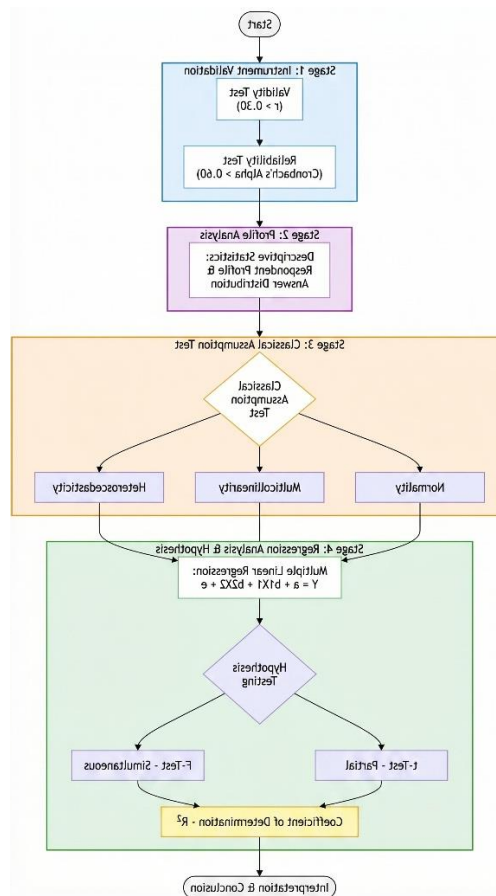 Start
Stage 1: Instrument Validation
Validity Test
(r > 0.30)
Reliability Test
(Cronbach's Alpha > 0.60)
Stage 2: Profile Analysis
Descriptive Statistics:
Respondent Profile &
Answer Distribution
Stage 3: Classical Assumption Test
Classical
Assumption
Test
Heteroscedasticity
Multicollinearity
Normality
Stage 4: Regression Analysis & Hypothesis
Multiple Linear Regression:
Y = a + b1X1 + b2X2 + e
Hypothesis
Testing
F-Test - Simultaneous
t-Test - Partial
Coefficient of Determination - R²
Interpretation & Conclusion